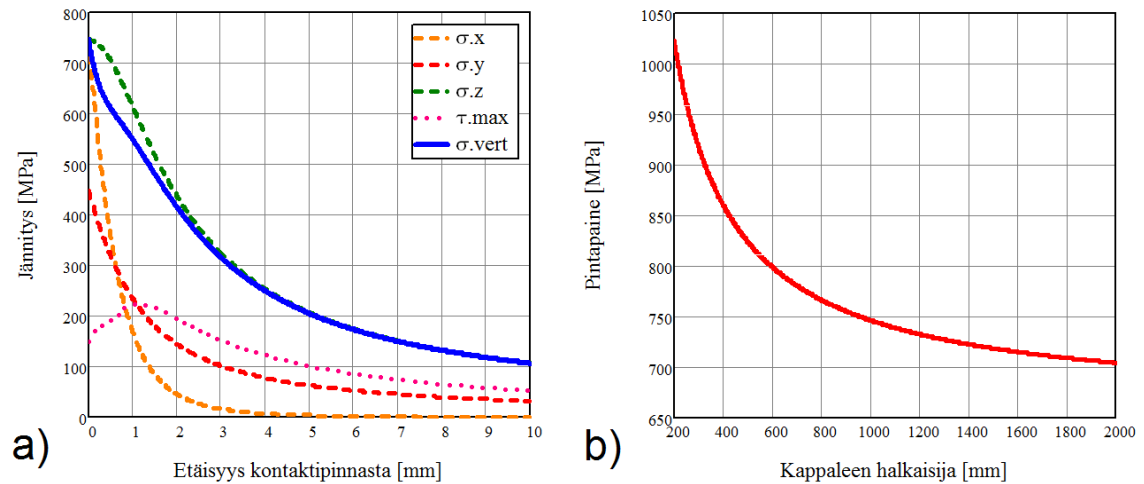 800
700
600
500
400
300
200
100
0
Jännitys [MPa]
σ.x
σ.y
σ.z
τ.max
σ.vert
0 1 2 3 4 5 6 7 8 9 10
Etäisyys kontaktipinnasta [mm]
a)
1050
1000
950
900
850
800
750
700
650
Pintapaine [MPa]
200 400 600 800 1000 1200 1400 1600 1800 2000
Kappaleen halkaisija [mm]
b)